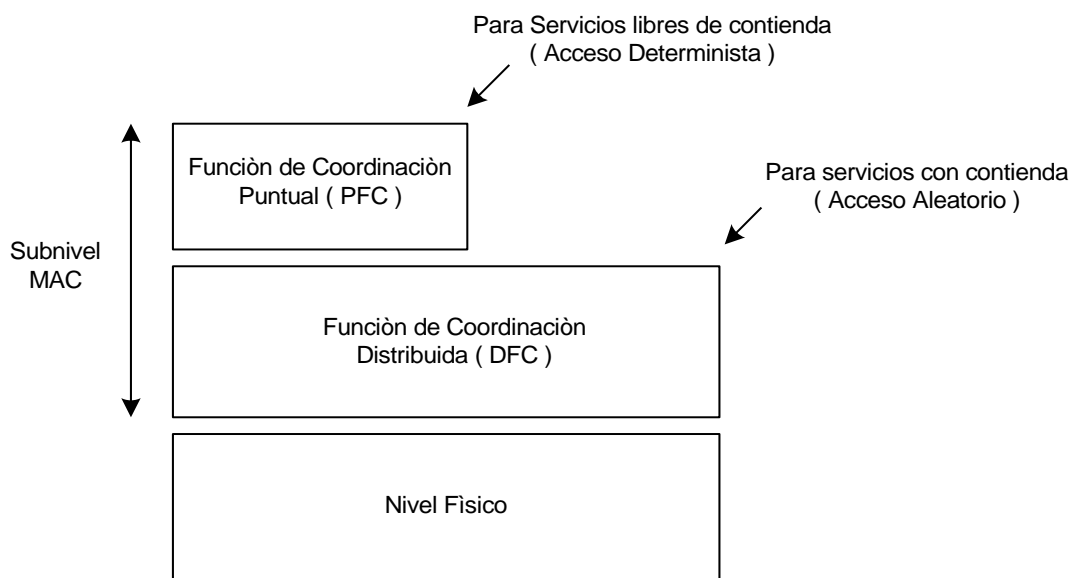 Para Servicios libres de contienda
( Acceso Determinista )
Funciòn de Coordinaciòn
Puntual ( PFC )
Para servicios con contienda
( Acceso Aleatorio )
Subnivel
MAC
Funciòn de Coordinaciòn
Distribuida ( DFC )
Nivel Fìsico